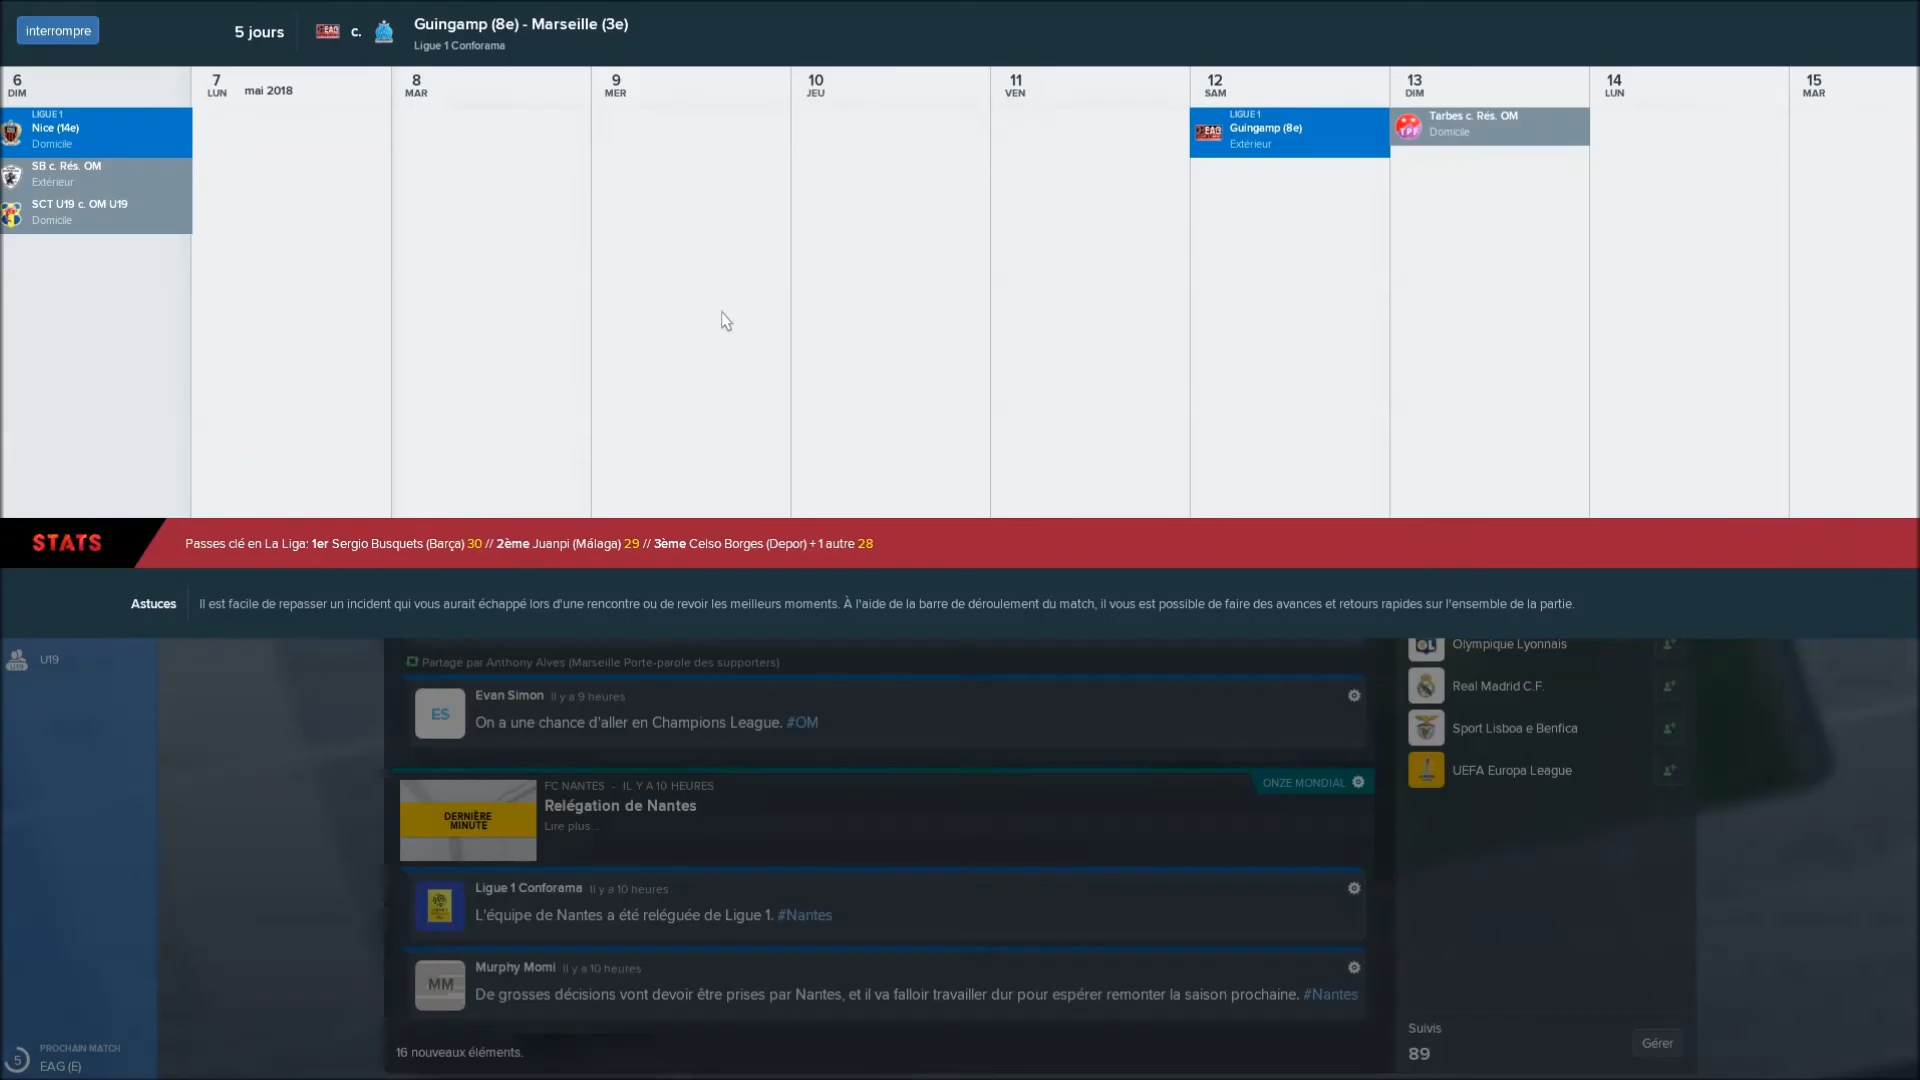 interrompre
5 jours
c.
Guingamp (8e) - Marseille (3e)
Ligue 1 Conforama
6
DIM
7
LUN
mai 2018
8
MAR
9
MER
10
JEU
11
VEN
12
SAM
13
DIM
14
LUN
15
MAR
LIGUE 1
Nice (14e)
Domicile
SB c. Rés. OM
Extérieur
SCT U19 c. OM U19
Domicile
LIGUE 1
Guingamp (8e)
Extérieur
Tarbes c. Rés. OM
Domicile
STATS
Passes clé en La Liga: 1er Sergio Busquets (Barça) 30 // 2ème Juanpi (Málaga) 29 // 3ème Celso Borges (Depor) + 1 autre 28
Astuces
Il est facile de repasser un incident qui vous aurait échappé lors d'une rencontre ou de revoir les meilleurs moments. À l'aide de la barre de déroulement du match, il vous est possible de faire des avances et retours rapides sur l'ensemble de la partie.
U19
Partagé par Anthony Alves (Marseille Porte-parole des supporters)
ES
Evan Simon Il y a 9 heures
On a une chance d'aller en Champions League. #OM
DERNIÈRE
MINUTE
FC NANTES - IL Y A 10 HEURES
ONZE MONDIAL
Relégation de Nantes
Lire plus...
Ligue 1 Conforama Il y a 10 heures
L'équipe de Nantes a été reléguée de Ligue 1. #Nantes
MM
Murphy Momi Il y a 10 heures
De grosses décisions vont devoir être prises par Nantes, et il va falloir travailler dur pour espérer remonter la saison prochaine. #Nantes
16 nouveaux éléments.
Olympique Lyonnais
Real Madrid C.F.
Sport Lisboa e Benfica
UEFA Europa League
Suivis
89
Gérer
5
PROCHAIN MATCH
EAG (E)